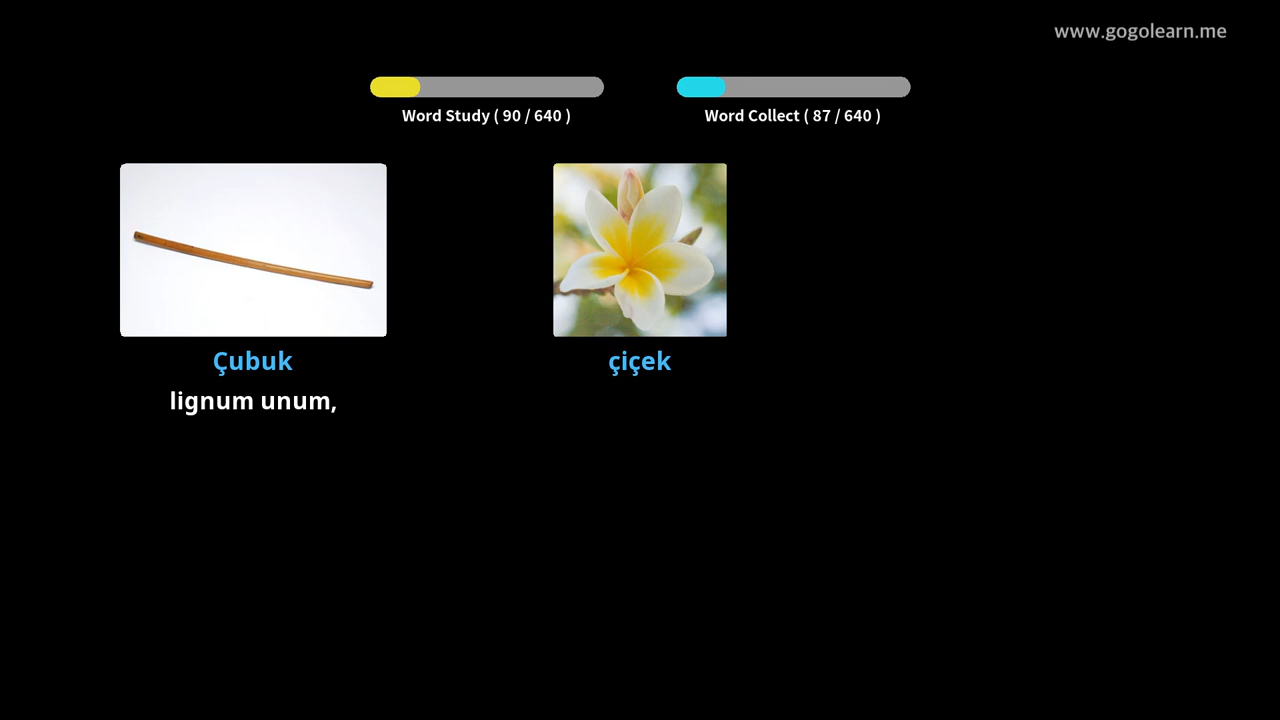 www.gogolearn.me
Word Study ( 90 / 640 )
Word Collect ( 87 / 640 )
Çubuk
çiçek
lignum unum,